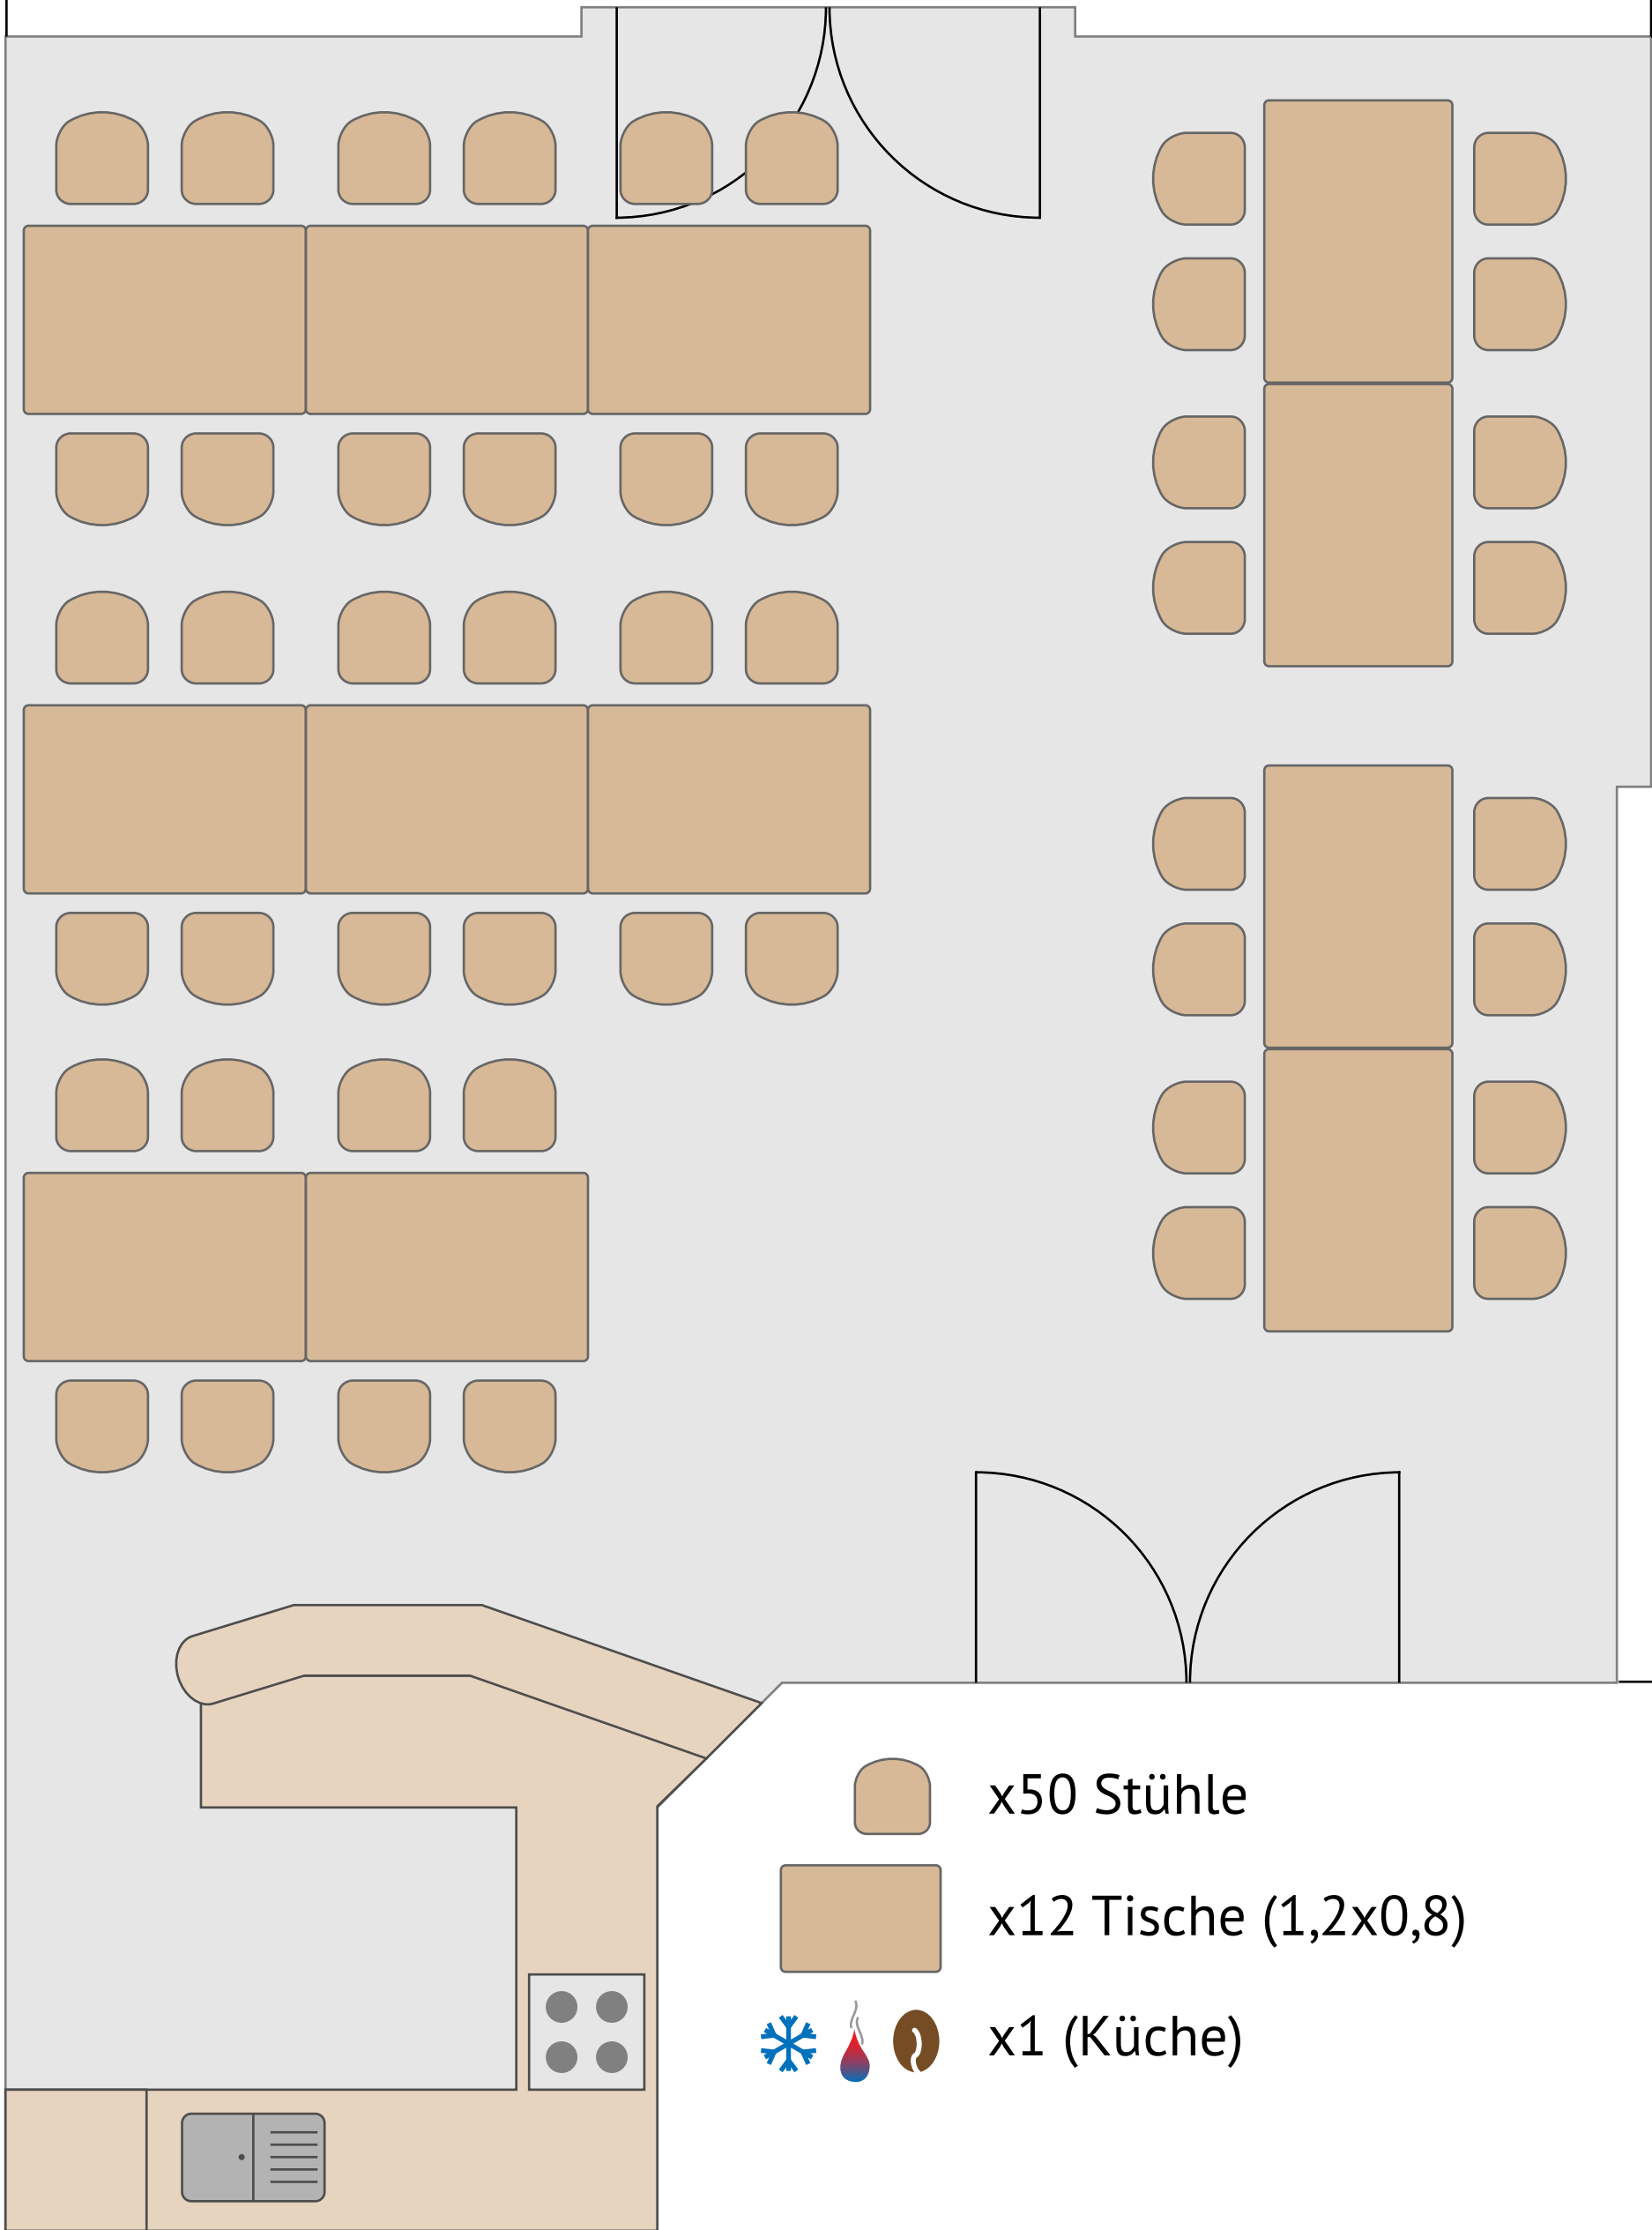 x50 Stühle
x12 Tische (1,2x0,8)
x1 (Küche)